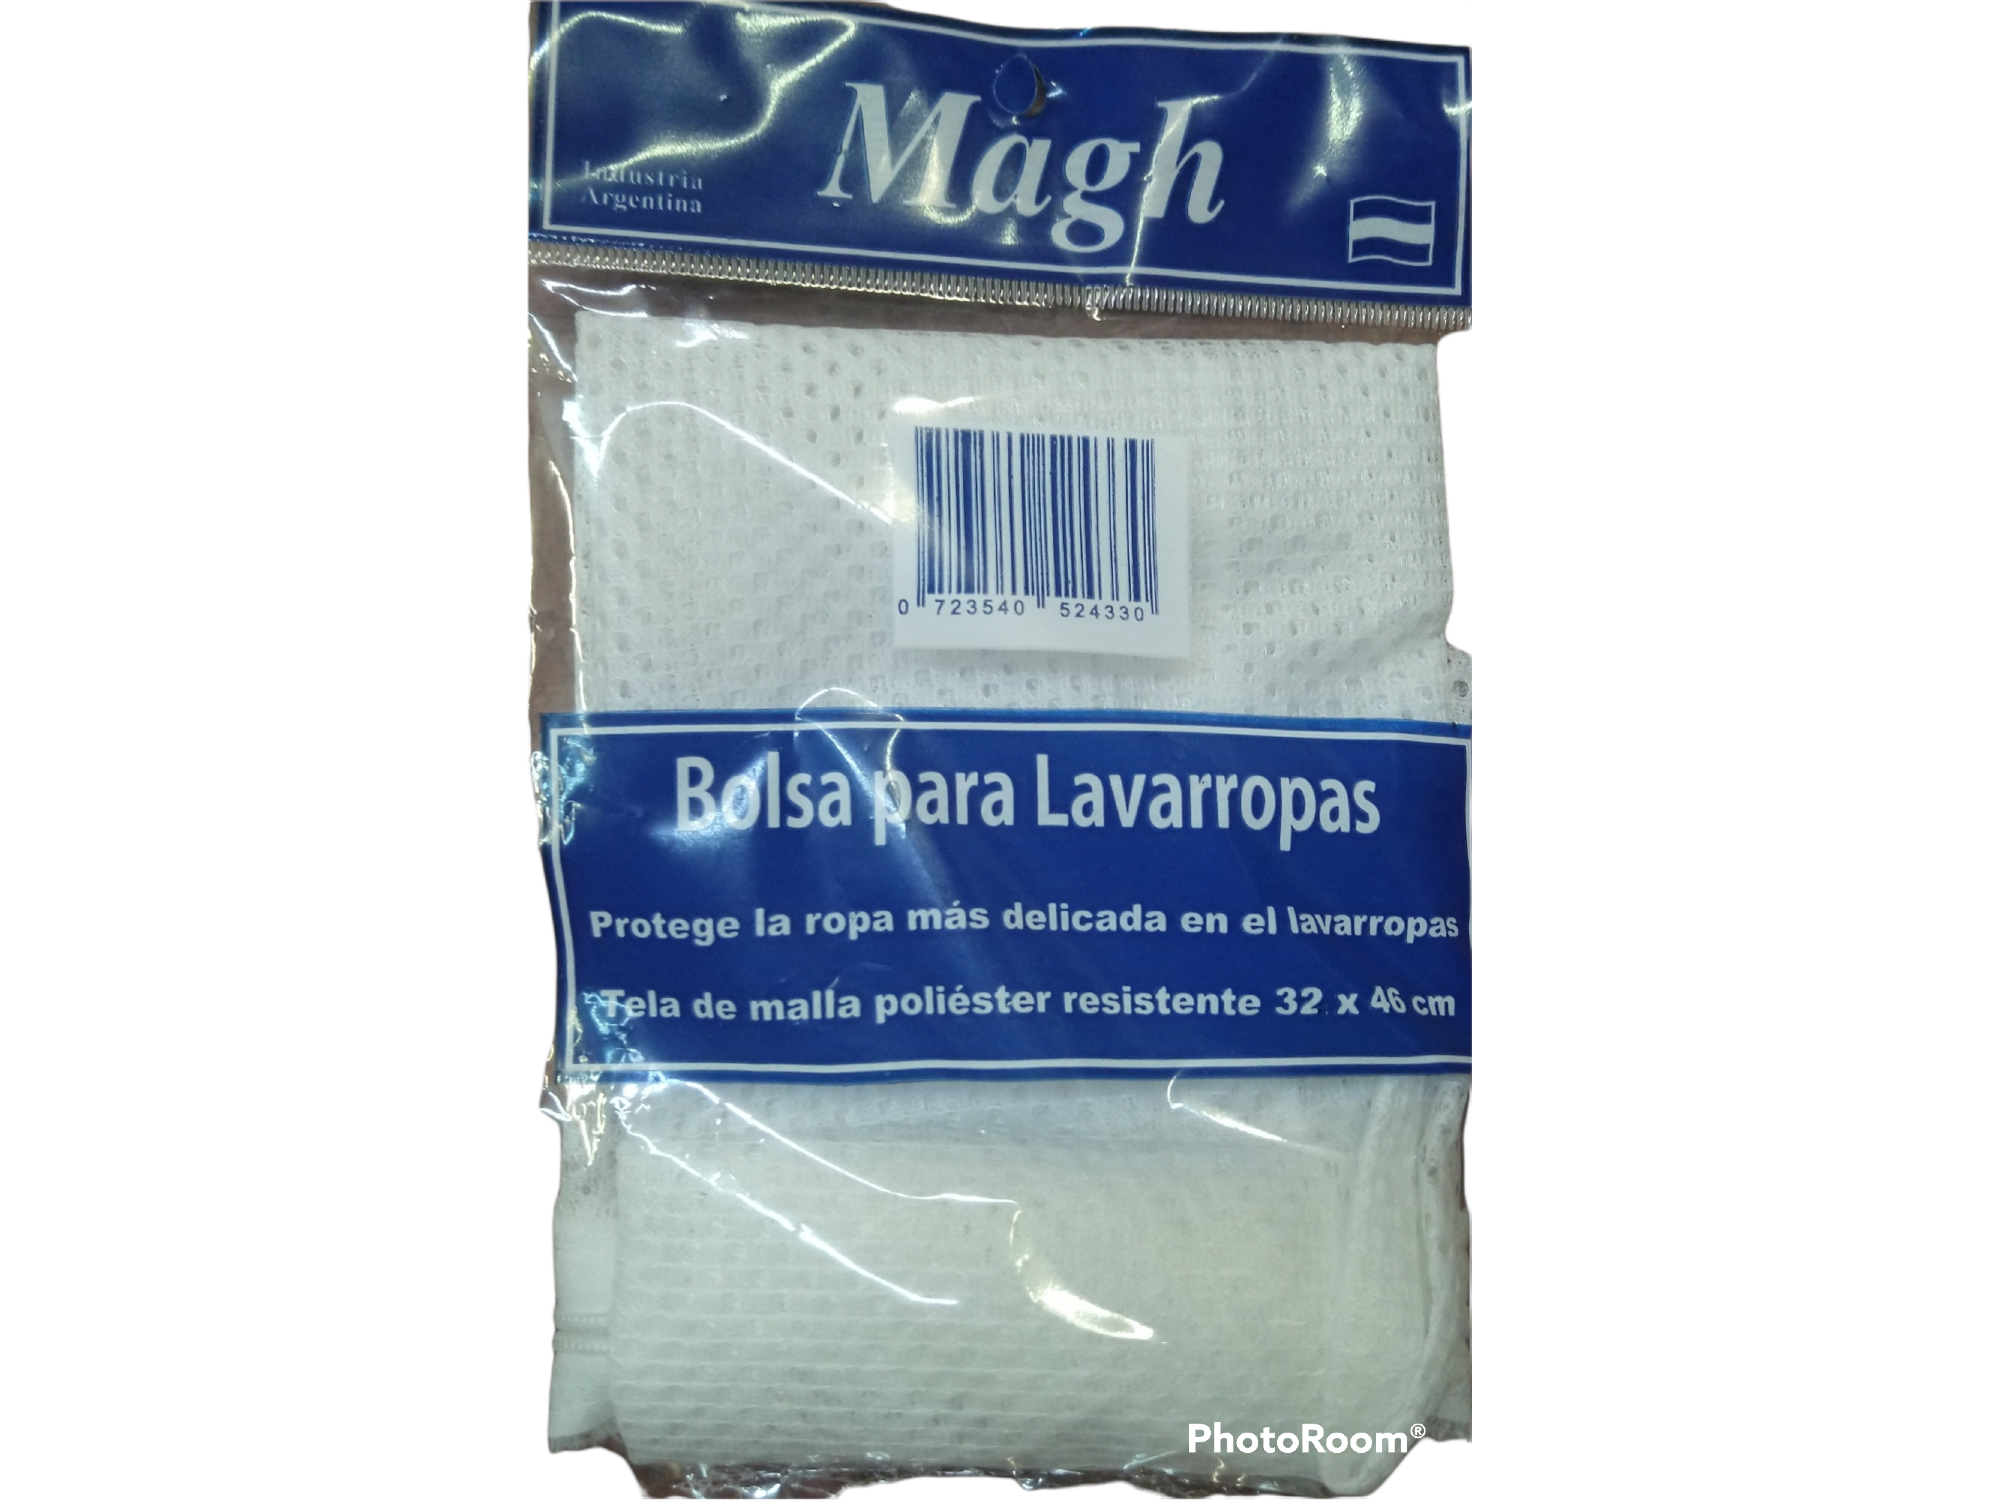 Magh
Industria
Argentina
0 723540 524330
Bolsa para Lavarropas
Protege la ropa más delicada en el lavarropas
Tela de malla poliéster resistente 32 x 46 cm
PhotoRoom®